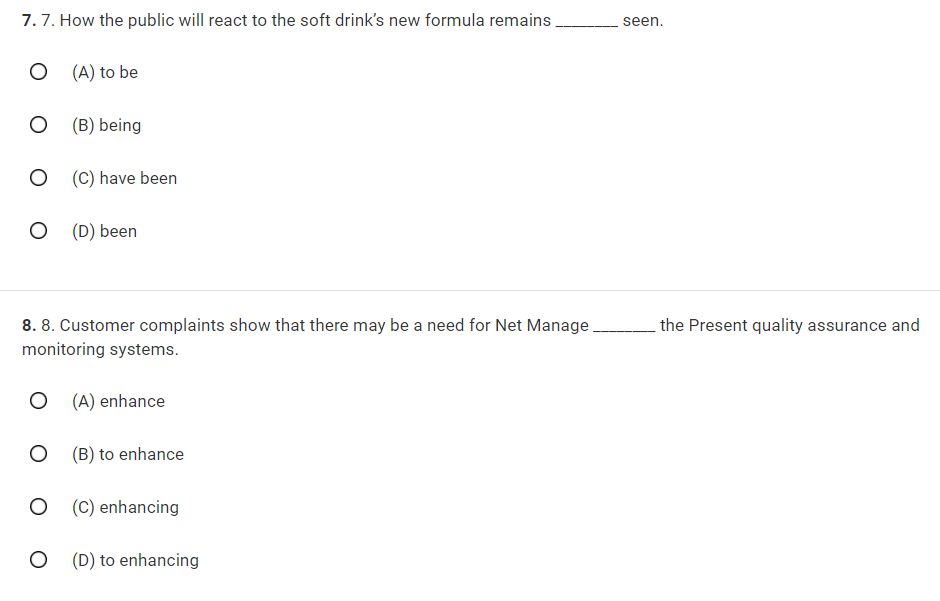 7. 7. How the public will react to the soft drink's new formula remains ________ seen.
(A) to be
(B) being
(C) have been
(D) been
8. 8. Customer complaints show that there may be a need for Net Manage ________ the Present quality assurance and
monitoring systems.
(A) enhance
(B) to enhance
(C) enhancing
(D) to enhancing